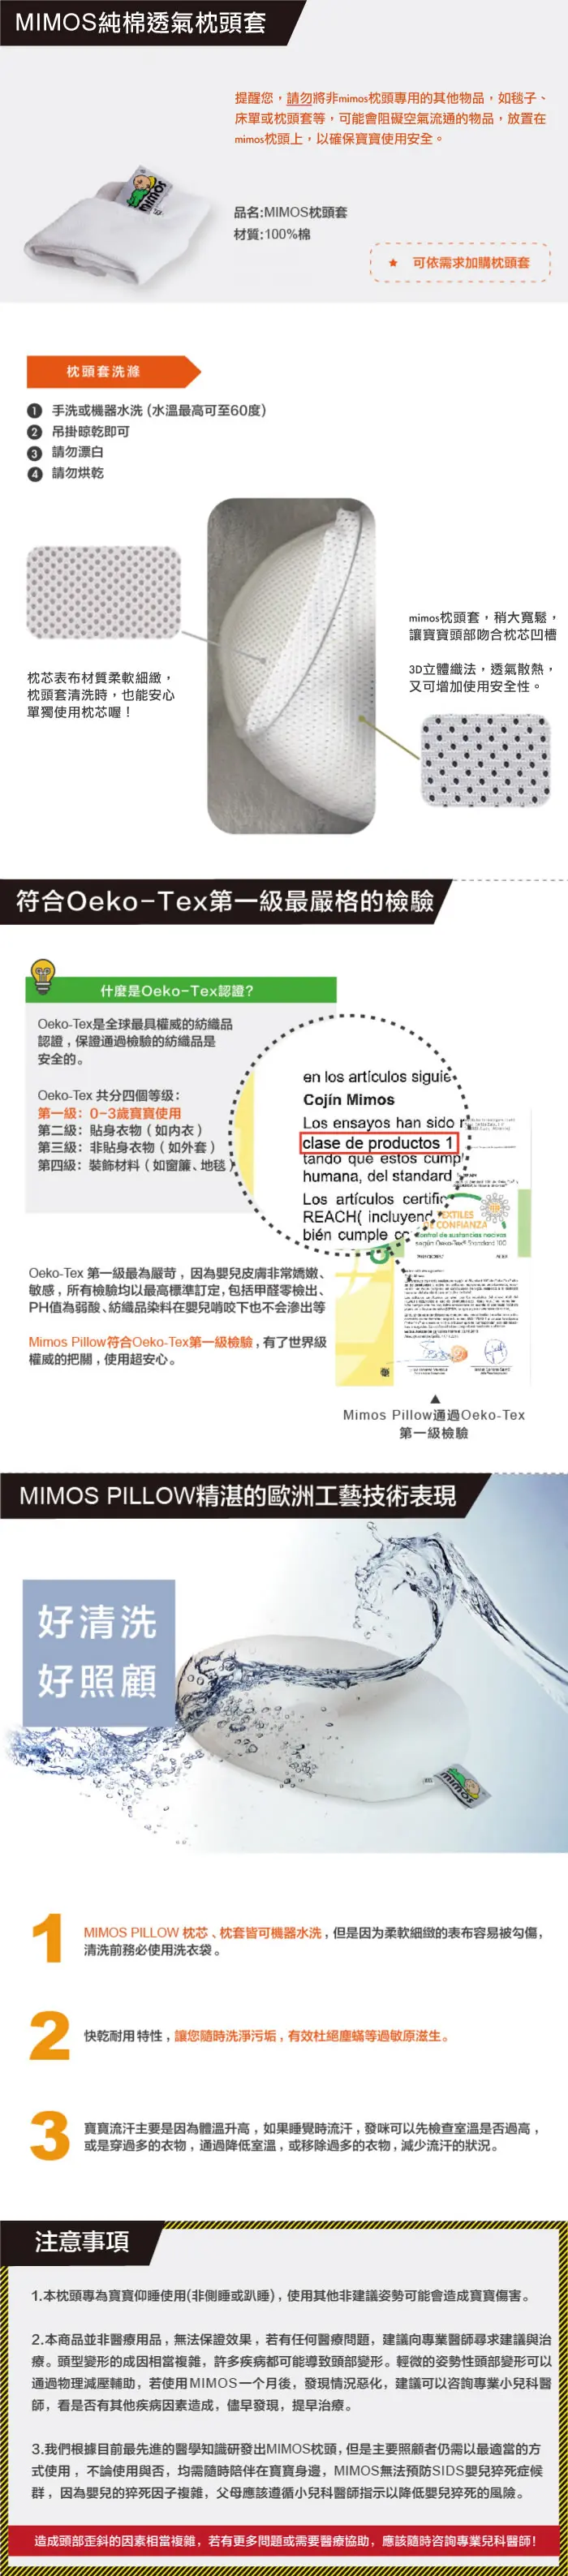 MIMOS純棉透氣枕頭套
提醒您，請勿將非mimos枕頭專用的其他物品，如毯子、
床單或枕頭套等，可能會阻礙空氣流通的物品，放置在
mimos枕頭上，以確保寶寶使用安全。
品名:MIMOS枕頭套
材質:100%棉
★ 可依需求加購枕頭套
枕頭套洗滌
1 手洗或機器水洗 (水溫最高可至60度)
2 吊掛晾乾即可
3 請勿漂白
4 請勿烘乾
mimos枕頭套，稍大寬鬆，
讓寶寶頭部吻合枕芯凹槽
3D立體織法，透氣散熱，
又可增加使用安全性。
枕芯表布材質柔軟細緻，
枕頭套清洗時，也能安心
單獨使用枕芯喔！
符合Oeko-Tex第一級最嚴格的檢驗
什麼是Oeko-Tex認證?
Oeko-Tex是全球最具權威的紡織品
認證，保證通過檢驗的紡織品是
安全的。
Oeko-Tex 共分四個等級：
第一級：0-3歲寶寶使用
第二級：貼身衣物（如內衣）
第三級：非貼身衣物（如外套）
第四級：裝飾材料（如窗簾、地毯）
en los artículos siguie
Cojín Mimos
Los ensayos han sido r
clase de productos 1
tando que estos cumpl
humana, del standard
Los artículos certific
REACH( incluyend
bién cumple co
TEXTILES
DE CONFIANZA
Control de sustancias nocivas
según Oeko-Tex® Standard 100
Oeko-Tex 第一級最為嚴苛，因為嬰兒皮膚非常嬌嫩、
敏感，所有檢驗均以最高標準訂定,包括甲醛零檢出、
PH值為弱酸、紡織品染料在嬰兒啃咬下也不會滲出等
Mimos Pillow符合Oeko-Tex第一級檢驗，有了世界級
權威的把關，使用超安心。
Mimos Pillow通過Oeko-Tex
第一級檢驗
MIMOS PILLOW精湛的歐洲工藝技術表現
好清洗
好照顧
1
MIMOS PILLOW 枕芯、枕套皆可機器水洗，但是因為柔軟細緻的表布容易被勾傷，
清洗前務必使用洗衣袋。
2
快乾耐用特性，讓您隨時洗淨污垢，有效杜絕塵蟎等過敏原滋生。
3
寶寶流汗主要是因為體溫升高，如果睡覺時流汗，發咪可以先檢查室溫是否過高，
或是穿過多的衣物，通過降低室溫，或移除過多的衣物，減少流汗的狀況。
注意事項
1.本枕頭專為寶寶仰睡使用(非側睡或趴睡)，使用其他非建議姿勢可能會造成寶寶傷害。
2.本商品並非醫療用品，無法保證效果，若有任何醫療問題，建議向專業醫師尋求建議與治
療。頭型變形的成因相當複雜，許多疾病都可能導致頭部變形。輕微的姿勢性頭部變形可以
通過物理減壓輔助，若使用MIMOS一个月後，發現情況惡化，建議可以咨詢專業小兒科醫
師，看是否有其他疾病因素造成，儘早發現，提早治療。
3.我們根據目前最先進的醫學知識研發出MIMOS枕頭，但是主要照顧者仍需以最適當的方
式使用，不論使用與否，均需隨時陪伴在寶寶身邊，MIMOS無法預防SIDS嬰兒猝死症候
群，因為嬰兒的猝死因子複雜，父母應該遵循小兒科醫師指示以降低嬰兒猝死的風險。
造成頭部歪斜的因素相當複雜，若有更多問題或需要醫療協助，應該隨時咨詢專業兒科醫師！